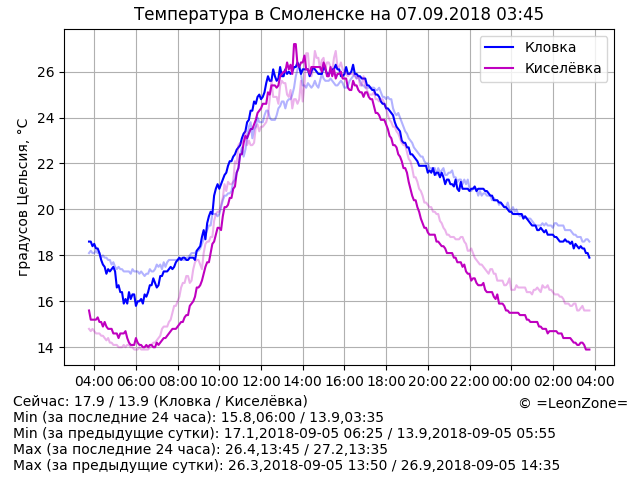 Температура в Смоленске на 07.09.2018 03:45
Кловка
Киселёвка
градусов Цельсия, °C
26
24
22
20
18
16
14
04:00 06:00 08:00 10:00 12:00 14:00 16:00 18:00 20:00 22:00 00:00 02:00 04:00
Сейчас: 17.9 / 13.9 (Кловка / Киселёвка)
© =LeonZone=
Min (за последние 24 часа): 15.8,06:00 / 13.9,03:35
Min (за предыдущие сутки): 17.1,2018-09-05 06:25 / 13.9,2018-09-05 05:55
Max (за последние 24 часа): 26.4,13:45 / 27.2,13:35
Max (за предыдущие сутки): 26.3,2018-09-05 13:50 / 26.9,2018-09-05 14:35